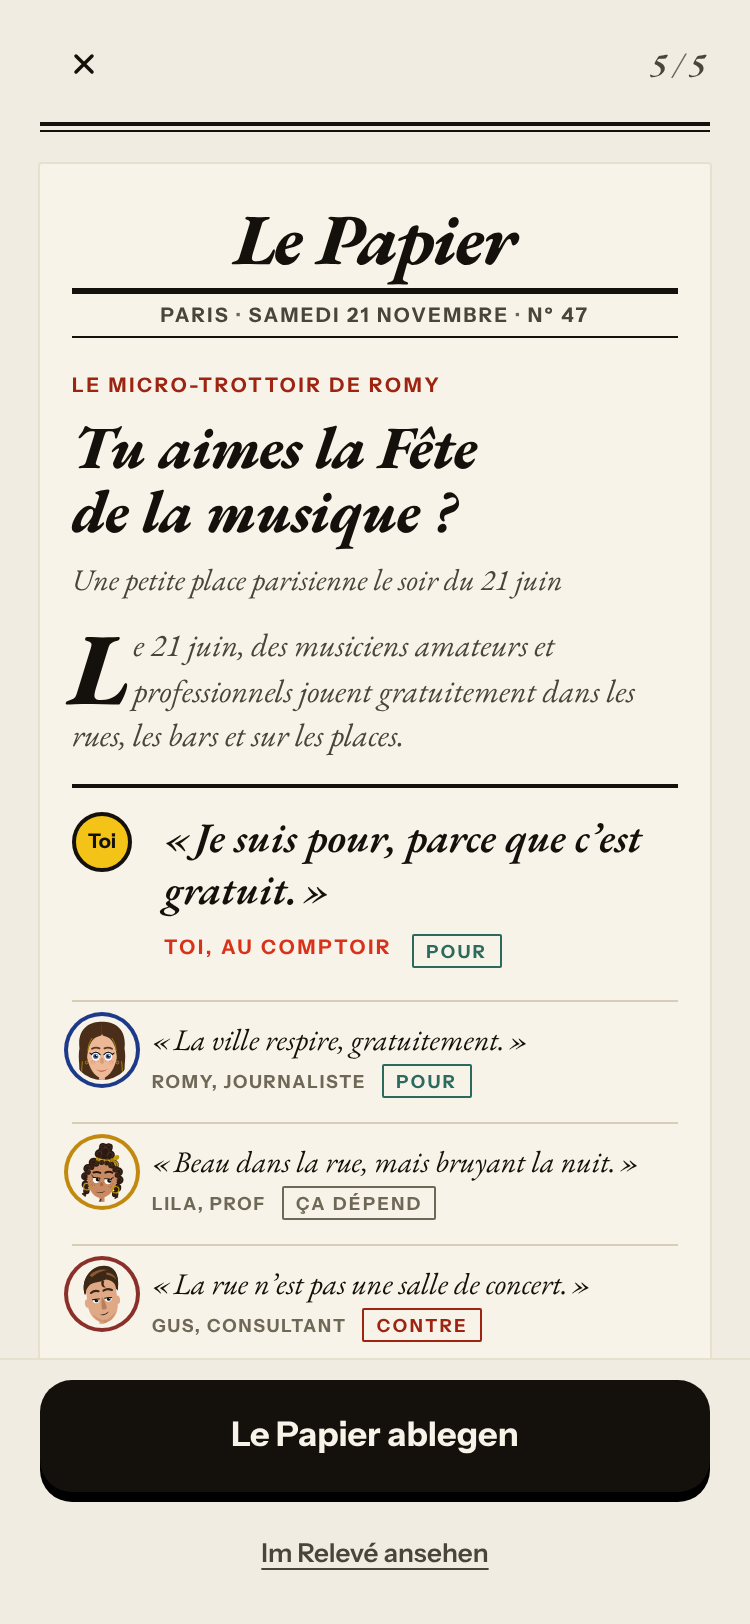 5 / 5
Le Papier
PARIS · SAMEDI 21 NOVEMBRE · N° 47
LE MICRO-TROTTOIR DE ROMY
Tu aimes la Fête
de la musique ?
Une petite place parisienne le soir du 21 juin
Le 21 juin, des musiciens amateurs et
professionnels jouent gratuitement dans les
rues, les bars et sur les places.
Toi
« Je suis pour, parce que c’est
gratuit. »
TOI, AU COMPTOIR POUR
« La ville respire, gratuitement. »
ROMY, JOURNALISTE POUR
« Beau dans la rue, mais bruyant la nuit. »
LILA, PROF ÇA DÉPEND
« La rue n’est pas une salle de concert. »
GUS, CONSULTANT CONTRE
Le Papier ablegen
Im Relevé ansehen